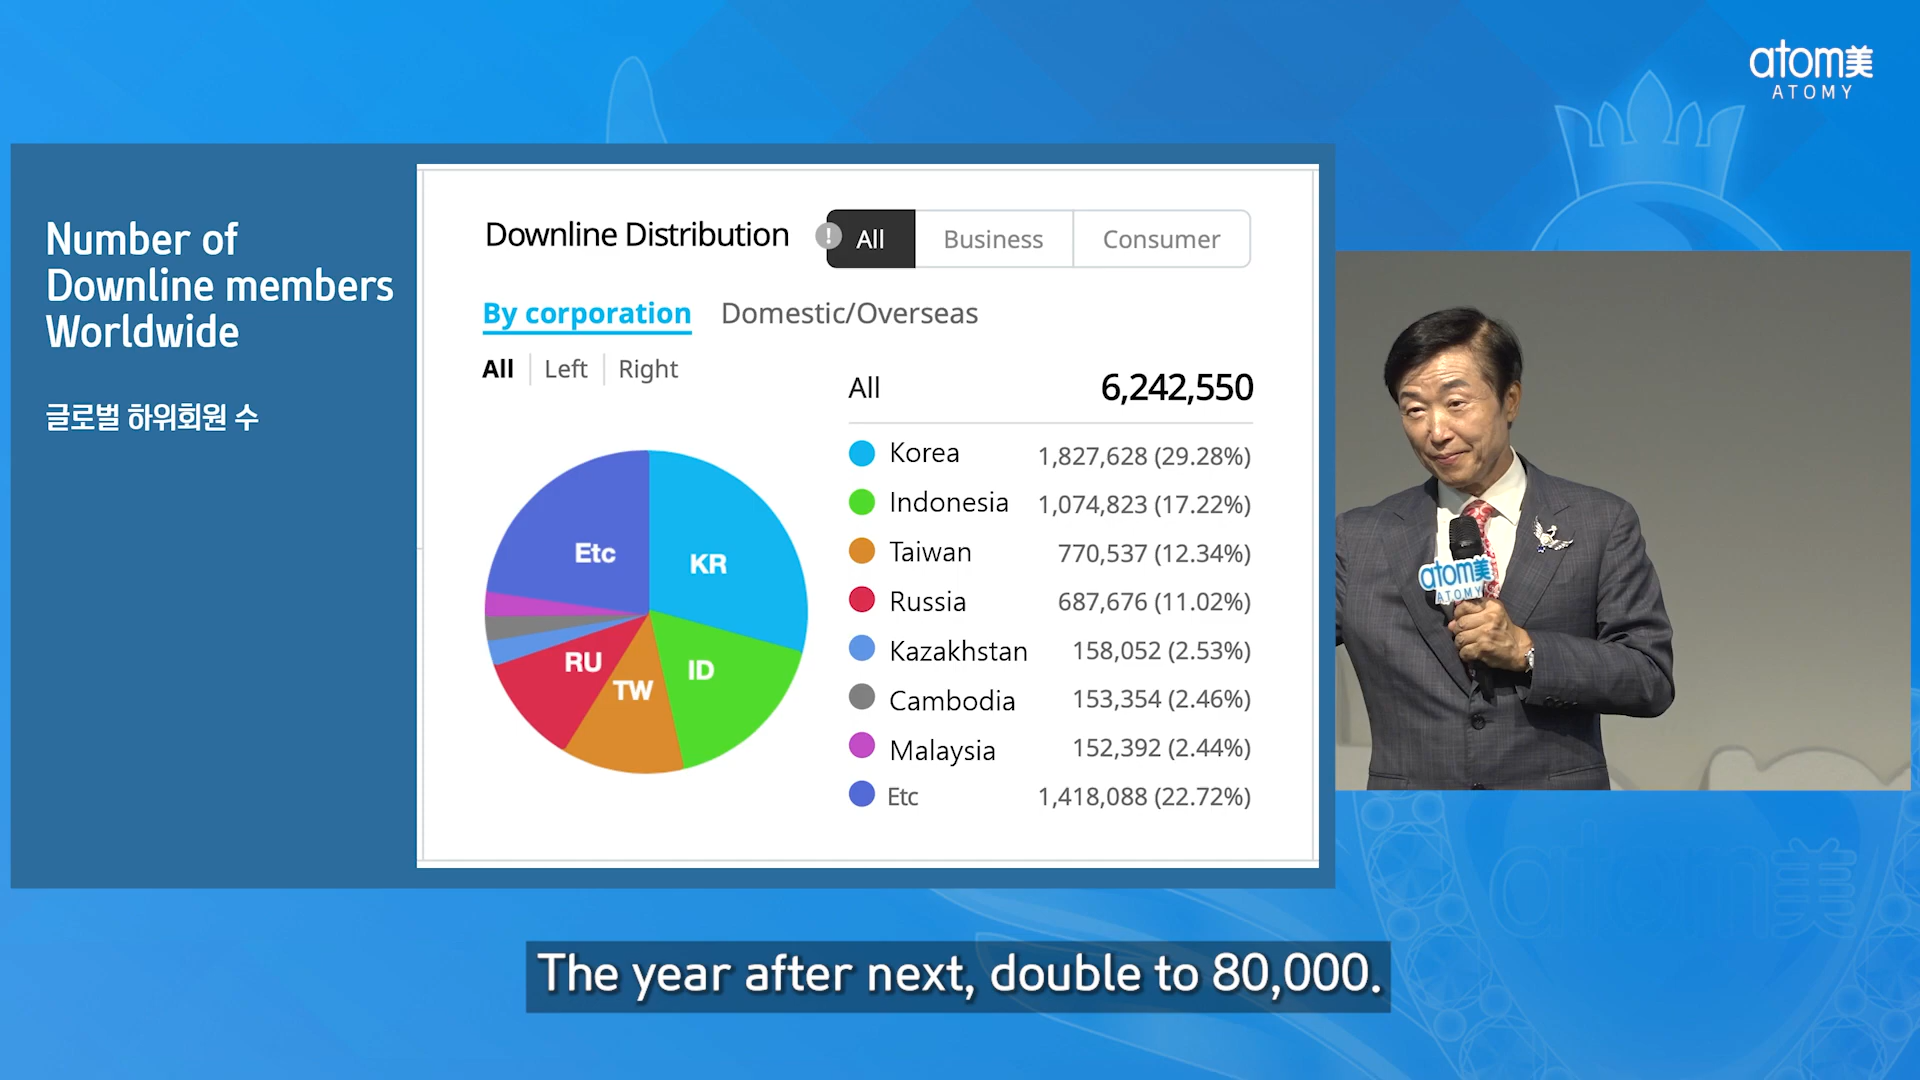 atom美
ATOMY
Number of
Downline members
Worldwide
글로벌 하위회원 수
Downline Distribution
! All Business Consumer
By corporation Domestic/Overseas
All Left Right
All 6,242,550
Korea 1,827,628 (29.28%)
Indonesia 1,074,823 (17.22%)
Taiwan 770,537 (12.34%)
Russia 687,676 (11.02%)
Kazakhstan 158,052 (2.53%)
Cambodia 153,354 (2.46%)
Malaysia 152,392 (2.44%)
Etc 1,418,088 (22.72%)
Etc
KR
RU
ID
TW
atom美
ATOMY
atom美
The year after next, double to 80,000.